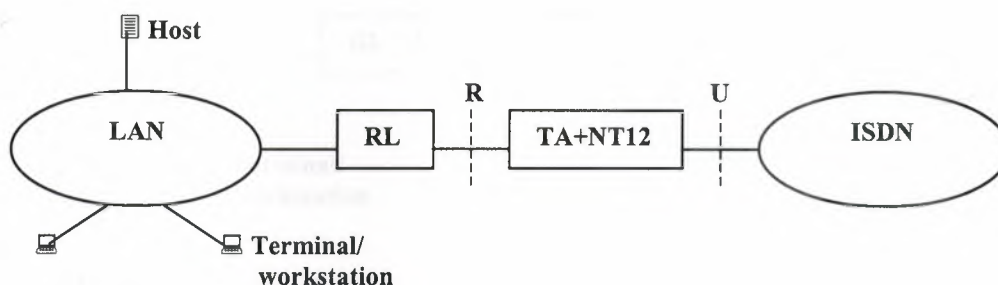 Host
R
U
LAN
RL
TA+NT12
ISDN
Terminal/
workstation